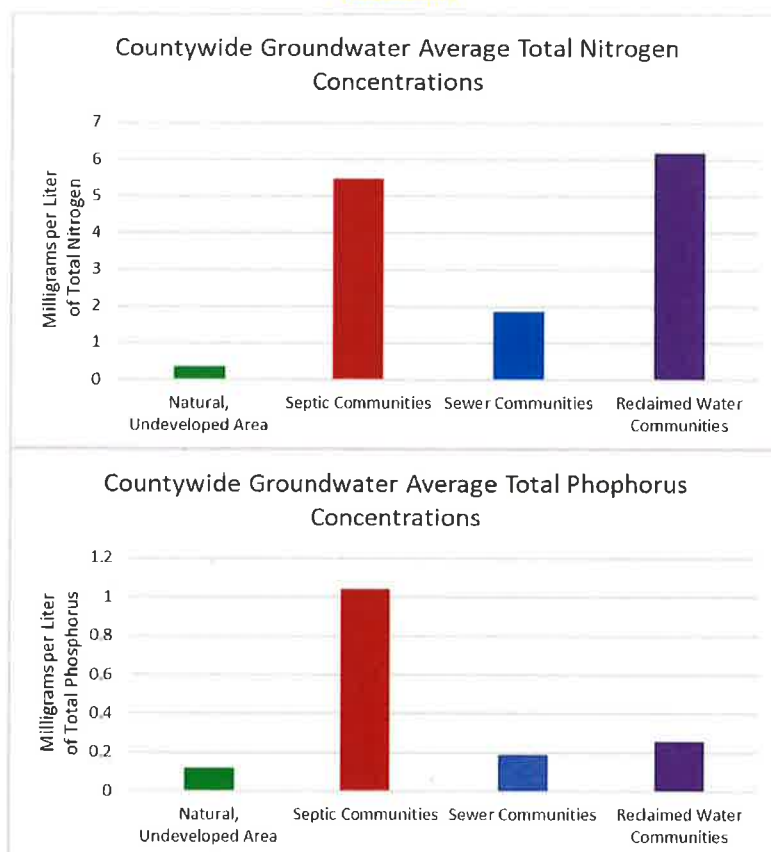 Countywide Groundwater Average Total Nitrogen
Concentrations
Milligrams per Liter
of Total Nitrogen
7
6
5
4
3
2
1
0
Natural,
Undeveloped Area
Septic Communities
Sewer Communities
Reclaimed Water
Communities
Countywide Groundwater Average Total Phophorus
Concentrations
Milligrams per Liter
of Total Phosphorus
1.2
1
0.8
0.6
0.4
0.2
0
Natural,
Undeveloped Area
Septic Communities
Sewer Communities
Reclaimed Water
Communities